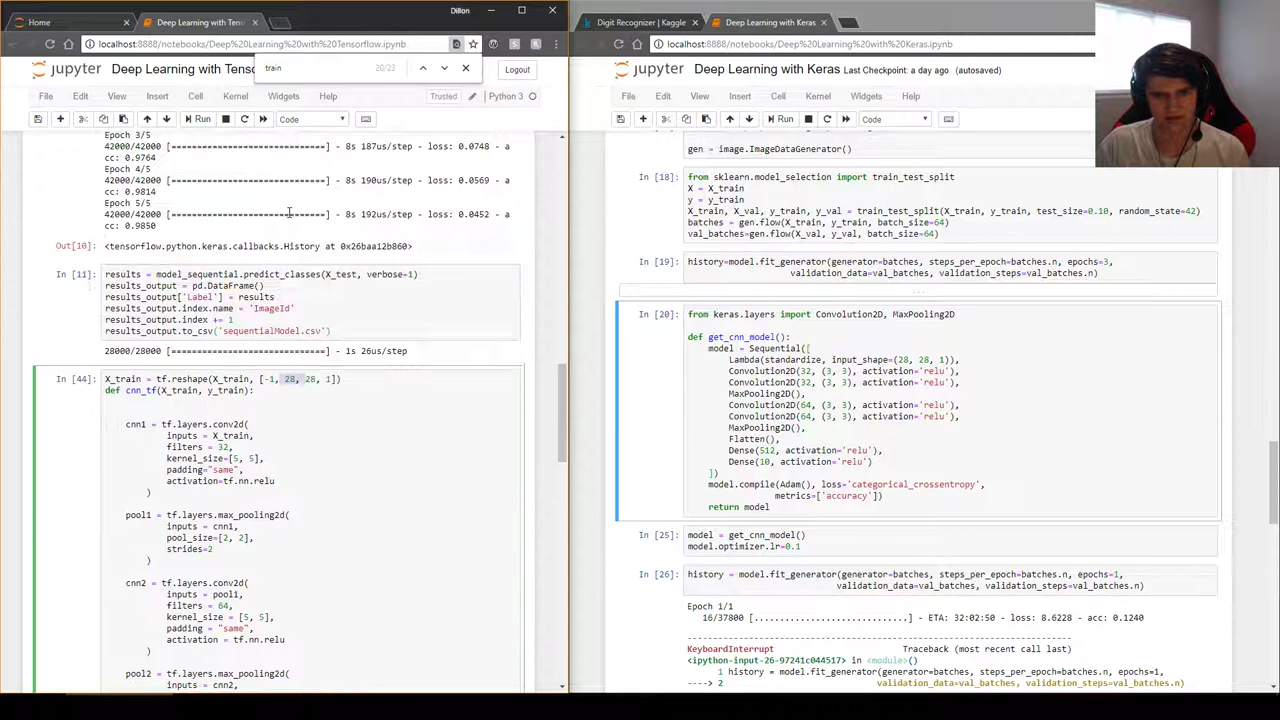 Home
Deep Learning with Tens
Dillon
localhost:8888/notebooks/Deep%20Learning%20with%20Tensorflow.ipynb
train
20/23
jupyter Deep Learning with Tenso
Logout
File Edit View Insert Cell Kernel Widgets Help
Trusted
Python 3
Run
Code
Epoch 3/5
42000/42000 [==============================] - 8s 187us/step - loss: 0.0748 - a
cc: 0.9764
Epoch 4/5
42000/42000 [==============================] - 8s 190us/step - loss: 0.0569 - a
cc: 0.9814
Epoch 5/5
42000/42000 [==============================] - 8s 192us/step - loss: 0.0452 - a
cc: 0.9850
Out[10]: <tensorflow.python.keras.callbacks.History at 0x26baa12b860>
In [11]: results = model_sequential.predict_classes(X_test, verbose=1)
results_output = pd.DataFrame()
results_output['Label'] = results
results_output.index.name = 'ImageId'
results_output.index += 1
results_output.to_csv('sequentialModel.csv')
28000/28000 [==============================] - 1s 26us/step
In [44]: X_train = tf.reshape(X_train, [-1, 28, 28, 1])
def cnn_tf(X_train, y_train):
cnn1 = tf.layers.conv2d(
inputs = X_train,
filters = 32,
kernel_size=[5, 5],
padding="same",
activation=tf.nn.relu
)
pool1 = tf.layers.max_pooling2d(
inputs = cnn1,
pool_size=[2, 2],
strides=2
)
cnn2 = tf.layers.conv2d(
inputs = pool1,
filters = 64,
kernel_size = [5, 5],
padding = "same",
activation = tf.nn.relu
)
pool2 = tf.layers.max_pooling2d(
inputs = cnn2,
Digit Recognizer | Kaggle
Deep Learning with Keras
localhost:8888/notebooks/Deep%20Learning%20with%20Keras.ipynb
jupyter Deep Learning with Keras Last Checkpoint: a day ago (autosaved)
File Edit View Insert Cell Kernel Widgets Help
Run
Code
gen = image.ImageDataGenerator()
In [18]: from sklearn.model_selection import train_test_split
X = X_train
y = y_train
X_train, X_val, y_train, y_val = train_test_split(X_train, y_train, test_size=0.10, random_state=42)
batches = gen.flow(X_train, y_train, batch_size=64)
val_batches=gen.flow(X_val, y_val, batch_size=64)
In [19]: history=model.fit_generator(generator=batches, steps_per_epoch=batches.n, epochs=3,
validation_data=val_batches, validation_steps=val_batches.n)
...
In [20]: from keras.layers import Convolution2D, MaxPooling2D
def get_cnn_model():
model = Sequential([
Lambda(standardize, input_shape=(28, 28, 1)),
Convolution2D(32, (3, 3), activation='relu'),
Convolution2D(32, (3, 3), activation='relu'),
MaxPooling2D(),
Convolution2D(64, (3, 3), activation='relu'),
Convolution2D(64, (3, 3), activation='relu'),
MaxPooling2D(),
Flatten(),
Dense(512, activation='relu'),
Dense(10, activation='relu')
])
model.compile(Adam(), loss='categorical_crossentropy',
metrics=['accuracy'])
return model
In [25]: model = get_cnn_model()
model.optimizer.lr=0.1
In [26]: history = model.fit_generator(generator=batches, steps_per_epoch=batches.n, epochs=1,
validation_data=val_batches, validation_steps=val_batches.n)
Epoch 1/1
16/37800 [..............................] - ETA: 32:02:50 - loss: 8.6228 - acc: 0.1240
---------------------------------------------------------------------------
KeyboardInterrupt Traceback (most recent call last)
<ipython-input-26-97241c044517> in <module>()
1 history = model.fit_generator(generator=batches, steps_per_epoch=batches.n, epochs=1,
----> 2 validation_data=val_batches, validation_steps=val_batches.n)